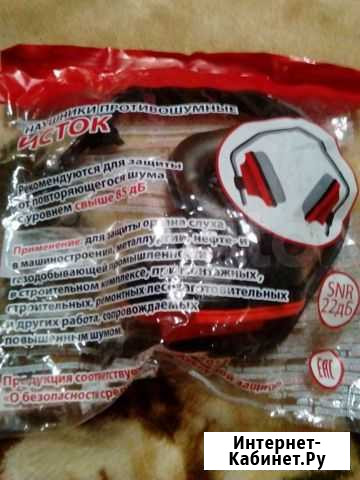 НАУШНИКИ ПРОТИВОШУМНЫЕ
ИСТОК
Рекомендуются для защиты
от повторяющегося шума
с уровнем свыше 85 дБ
Применение: для защиты органа слуха
в машиностроении, нефте- и
газодобывающей
в строительном комплексе, при монтажных,
строительных, ремонтных лесозаготовительных
и других работа, сопровождаемых
повышенным шумом.
SNR
22дБ
EAC
Продукция соответствует
"О безопасности
Интернет-
Кабинет.Ру